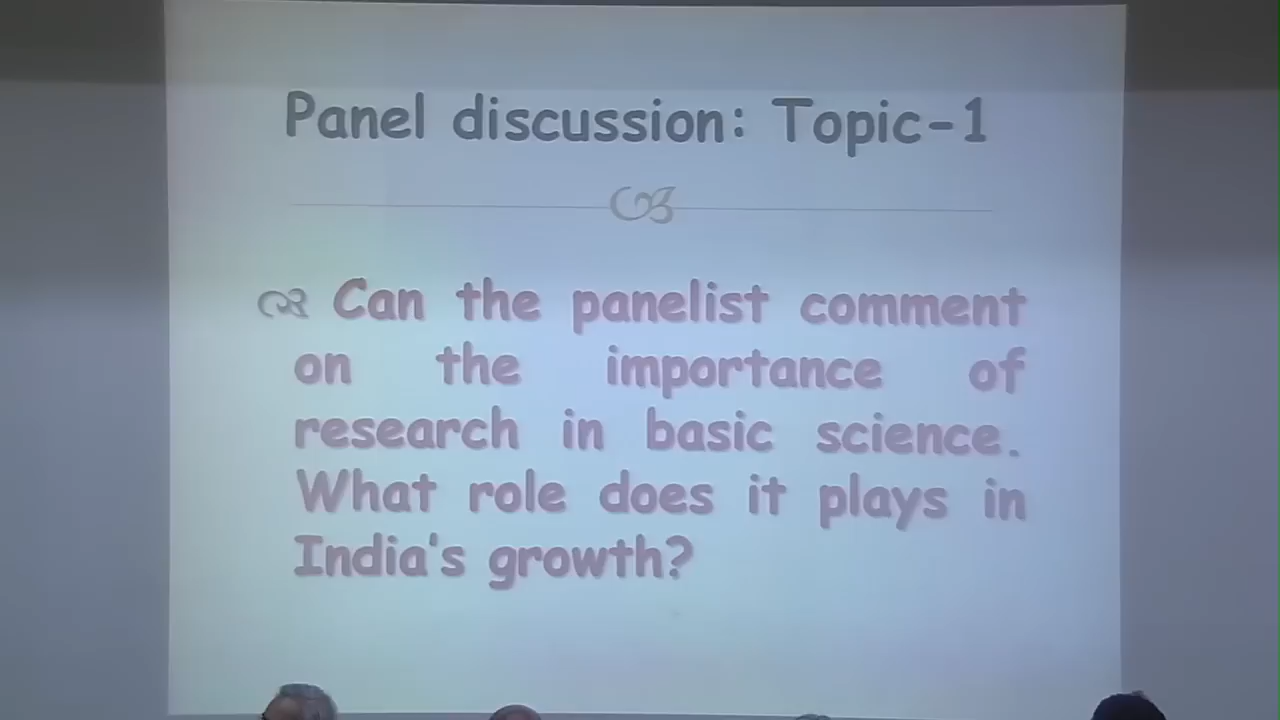 Panel discussion: Topic-1
Can the panelist comment
on the importance of
research in basic science.
What role does it plays in
India's growth?